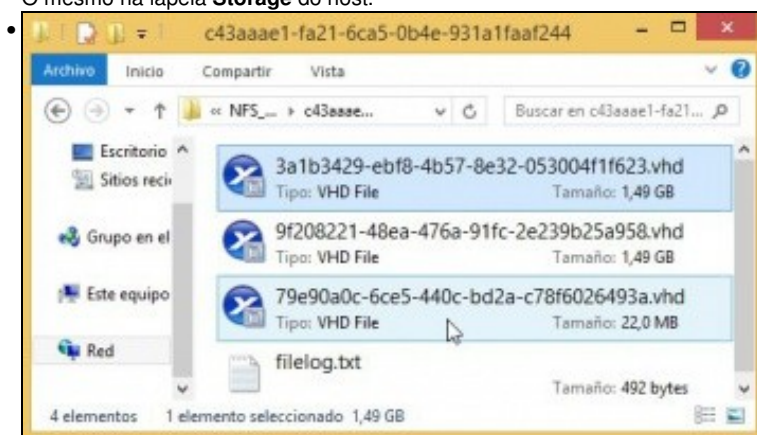 O mesmo na lapela Storage do host.
c43aaae1-fa21-6ca5-0b4e-931a1faaf244
Archivo Inicio Compartir Vista
« NFS_... c43aaae... Buscar en c43aaae1-fa21...
Escritorio
Sitios reci
Grupo en el
Este equipo
Red
3a1b3429-ebf8-4b57-8e32-053004f1f623.vhd
Tipo: VHD File Tamaño: 1,49 GB
9f208221-48ea-476a-91fc-2e239b25a958.vhd
Tipo: VHD File Tamaño: 1,49 GB
79e90a0c-6ce5-440c-bd2a-c78f6026493a.vhd
Tipo: VHD File Tamaño: 22,0 MB
filelog.txt
Tamaño: 492 bytes
4 elementos 1 elemento seleccionado 1,49 GB